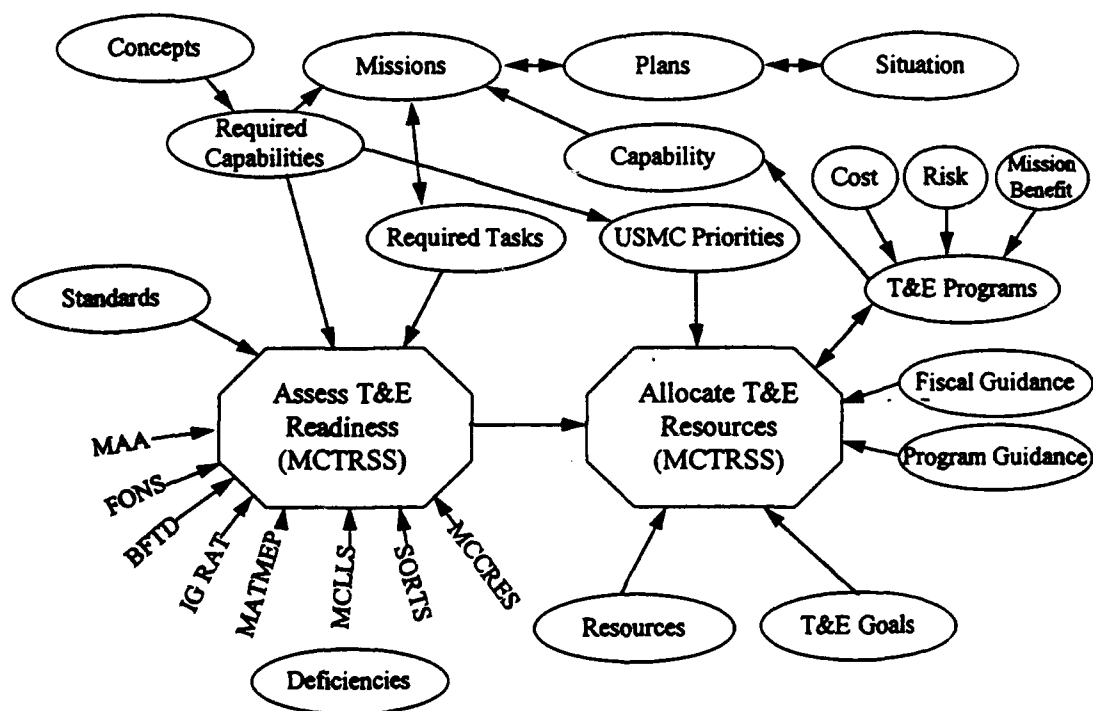 Concepts
Missions
Plans
Situation
Required
Capabilities
Capability
Cost
Risk
Mission
Benefit
Required Tasks
USMC Priorities
T&E Programs
Standards
Assess T&E
Readiness
(MCTRSS)
Allocate T&E
Resources
(MCTRSS)
Fiscal Guidance
Program Guidance
MAA
FONS
BFTD
IG RAT
MATMEP
MCLLS
SORTS
MCCRES
Resources
T&E Goals
Deficiencies